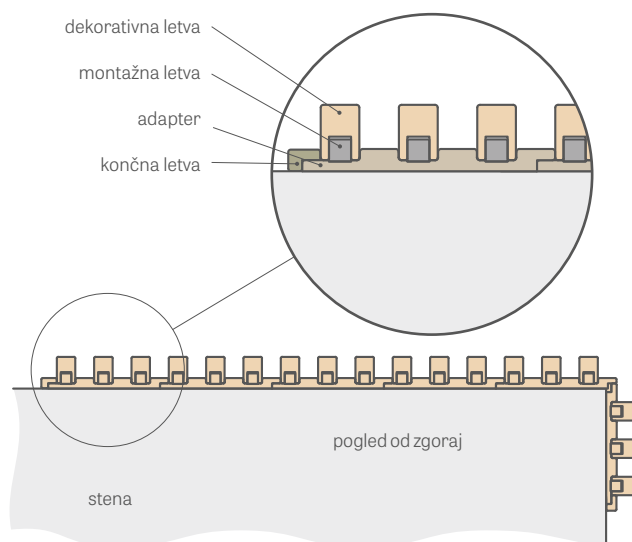 dekorativna letva
montažna letva
adapter
končna letva
pogled od zgoraj
stena